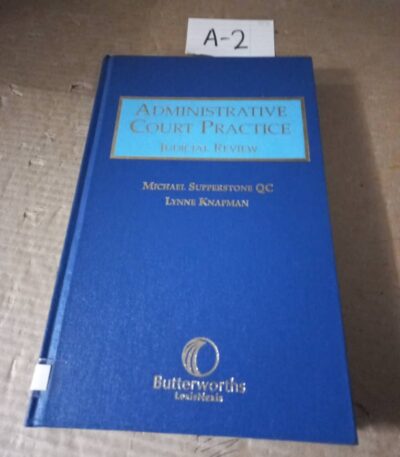 A-2
ADMINISTRATIVE
COURT PRACTICE
JUDICIAL REVIEW
MICHAEL SUPPERSTONE QC
LYNNE KNAPMAN
Butterworths
LexisNexis